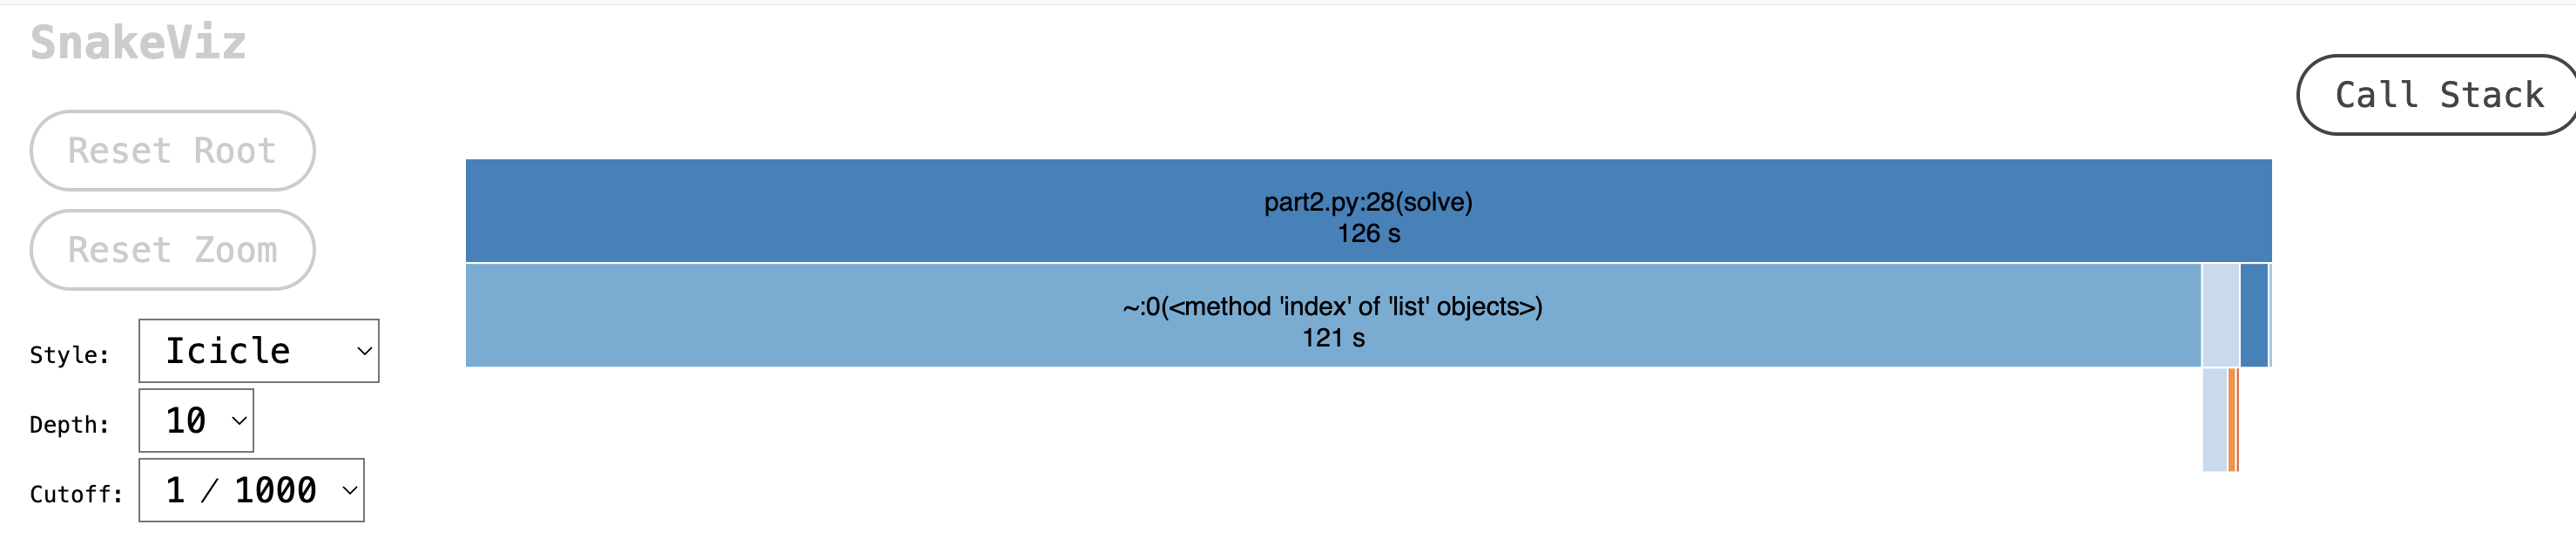 SnakeViz
Call Stack
Reset Root
Reset Zoom
Style: Icicle
Depth: 10
Cutoff: 1 / 1000
part2.py:28(solve)
126 s
~:0(<method 'index' of 'list' objects>)
121 s